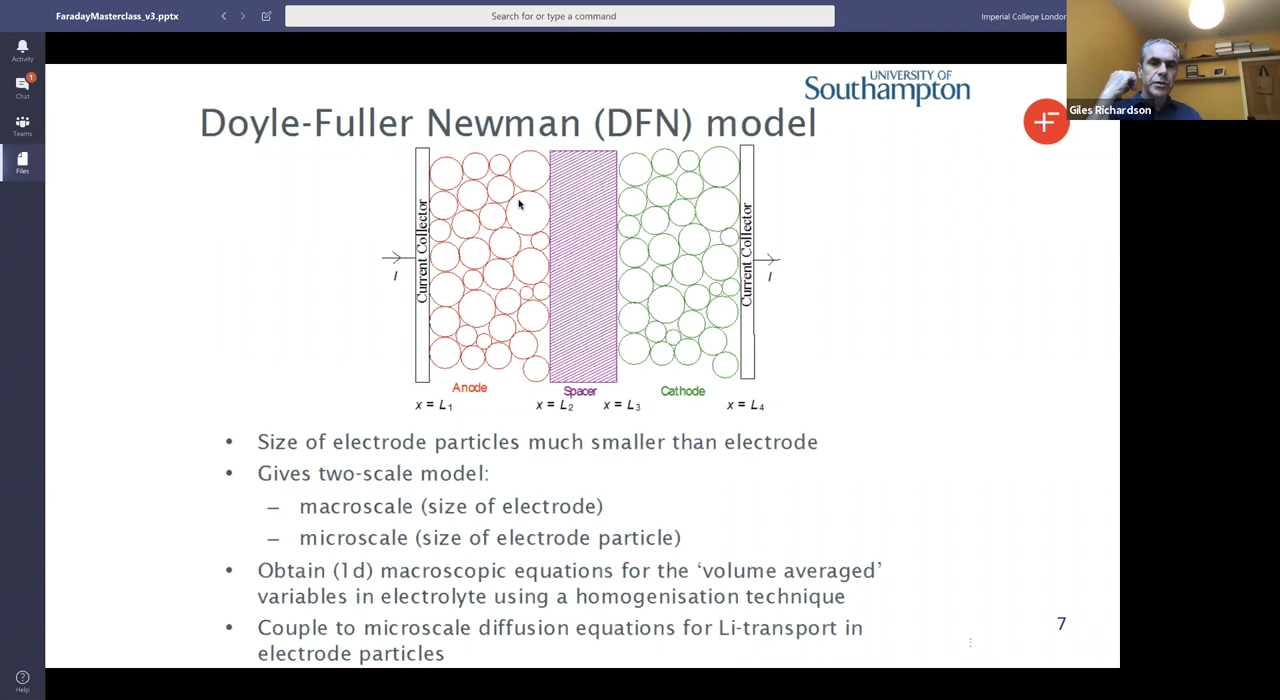 FaradayMasterclass_v3.pptx
Search for or type a command
Imperial College London
Giles Richardson
Activity
1
Chat
Teams
Files
Help
UNIVERSITY OF
Southampton
Doyle-Fuller Newman (DFN) model
Current Collector
Current Collector
I
I
Anode
Spacer
Cathode
x = L1
x = L2
x = L3
x = L4
• Size of electrode particles much smaller than electrode
• Gives two-scale model:
– macroscale (size of electrode)
– microscale (size of electrode particle)
• Obtain (1d) macroscopic equations for the ‘volume averaged’
variables in electrolyte using a homogenisation technique
• Couple to microscale diffusion equations for Li-transport in
electrode particles
7